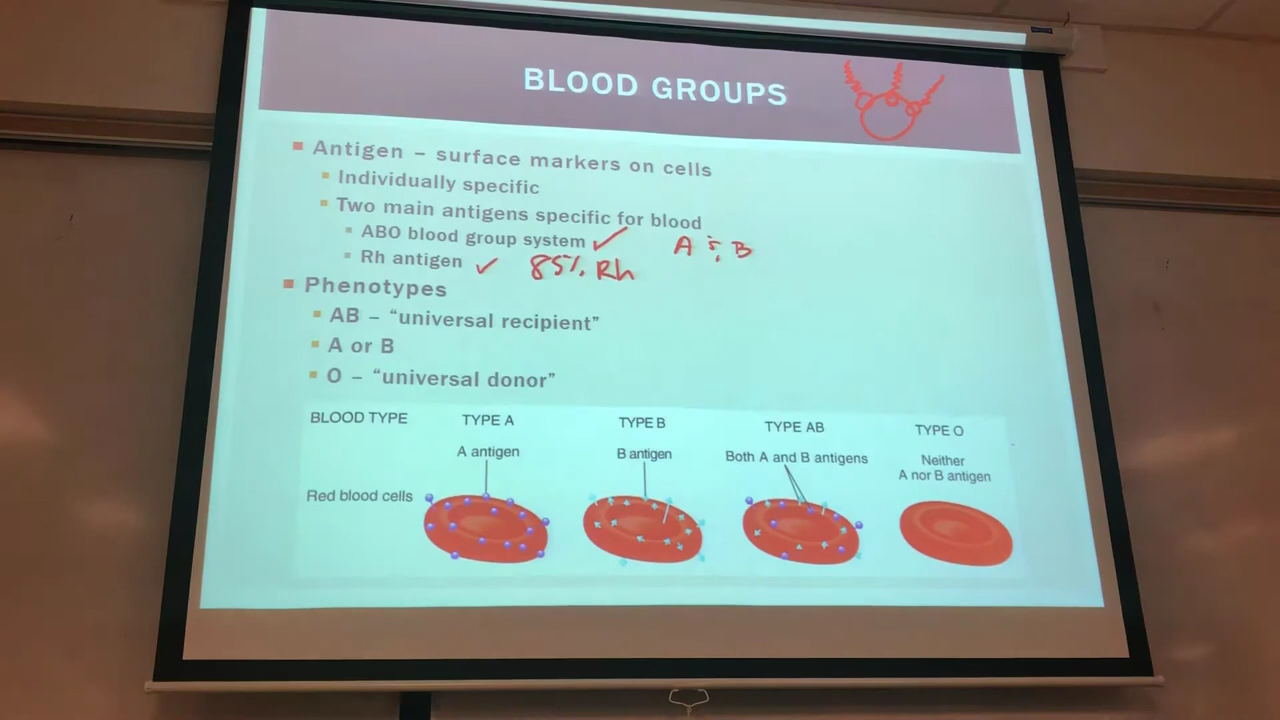 BLOOD GROUPS
Antigen – surface markers on cells
Individually specific
Two main antigens specific for blood
ABO blood group system ✓ A & B
Rh antigen ✓ 85% Rh
Phenotypes
AB – “universal recipient”
A or B
O – “universal donor”
BLOOD TYPE TYPE A TYPE B TYPE AB TYPE O
A antigen B antigen Both A and B antigens Neither
A nor B antigen
Red blood cells